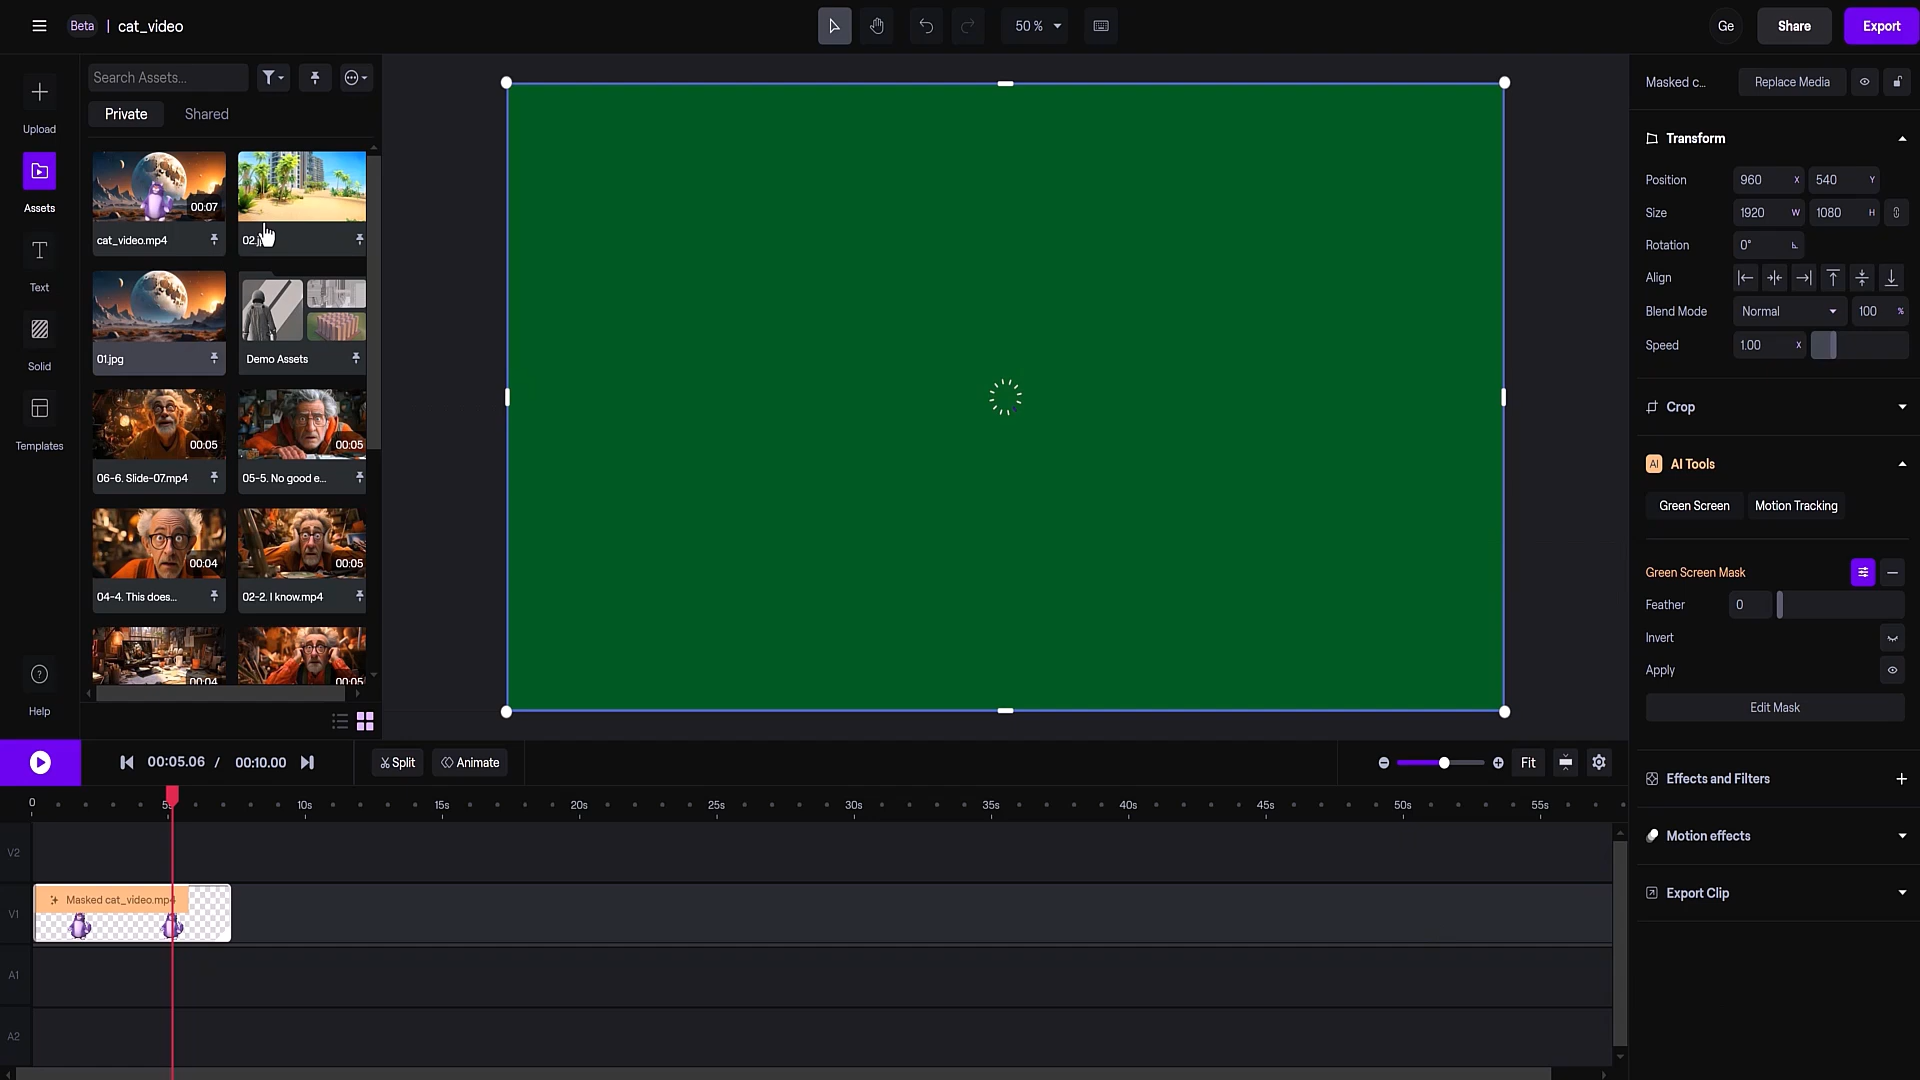 Beta | cat_video
50 %
Ge
Share
Export
Upload
Assets
Text
Solid
Templates
Help
Search Assets...
Private
Shared
00:07
cat_video.mp4
01.jpg
Demo Assets
00:05
00:05
06-6. Slide-07.mp4
05-5. No good e...
00:04
00:05
04-4. This does...
02-2. I know.mp4
00:04
00:05
Masked c...
Replace Media
Transform
Position
960 X
540 Y
Size
1920 W
1080 H
Rotation
0°
Align
Blend Mode
Normal
100 %
Speed
1.00 X
Crop
AI AI Tools
Green Screen
Motion Tracking
Green Screen Mask
Feather
0
Invert
Apply
Edit Mask
Effects and Filters
Motion effects
Export Clip
00:05.06 / 00:10.00
Split
Animate
Fit
0
10s
15s
20s
25s
30s
35s
40s
45s
50s
55s
V2
V1
Masked cat_video.mp4
A1
A2